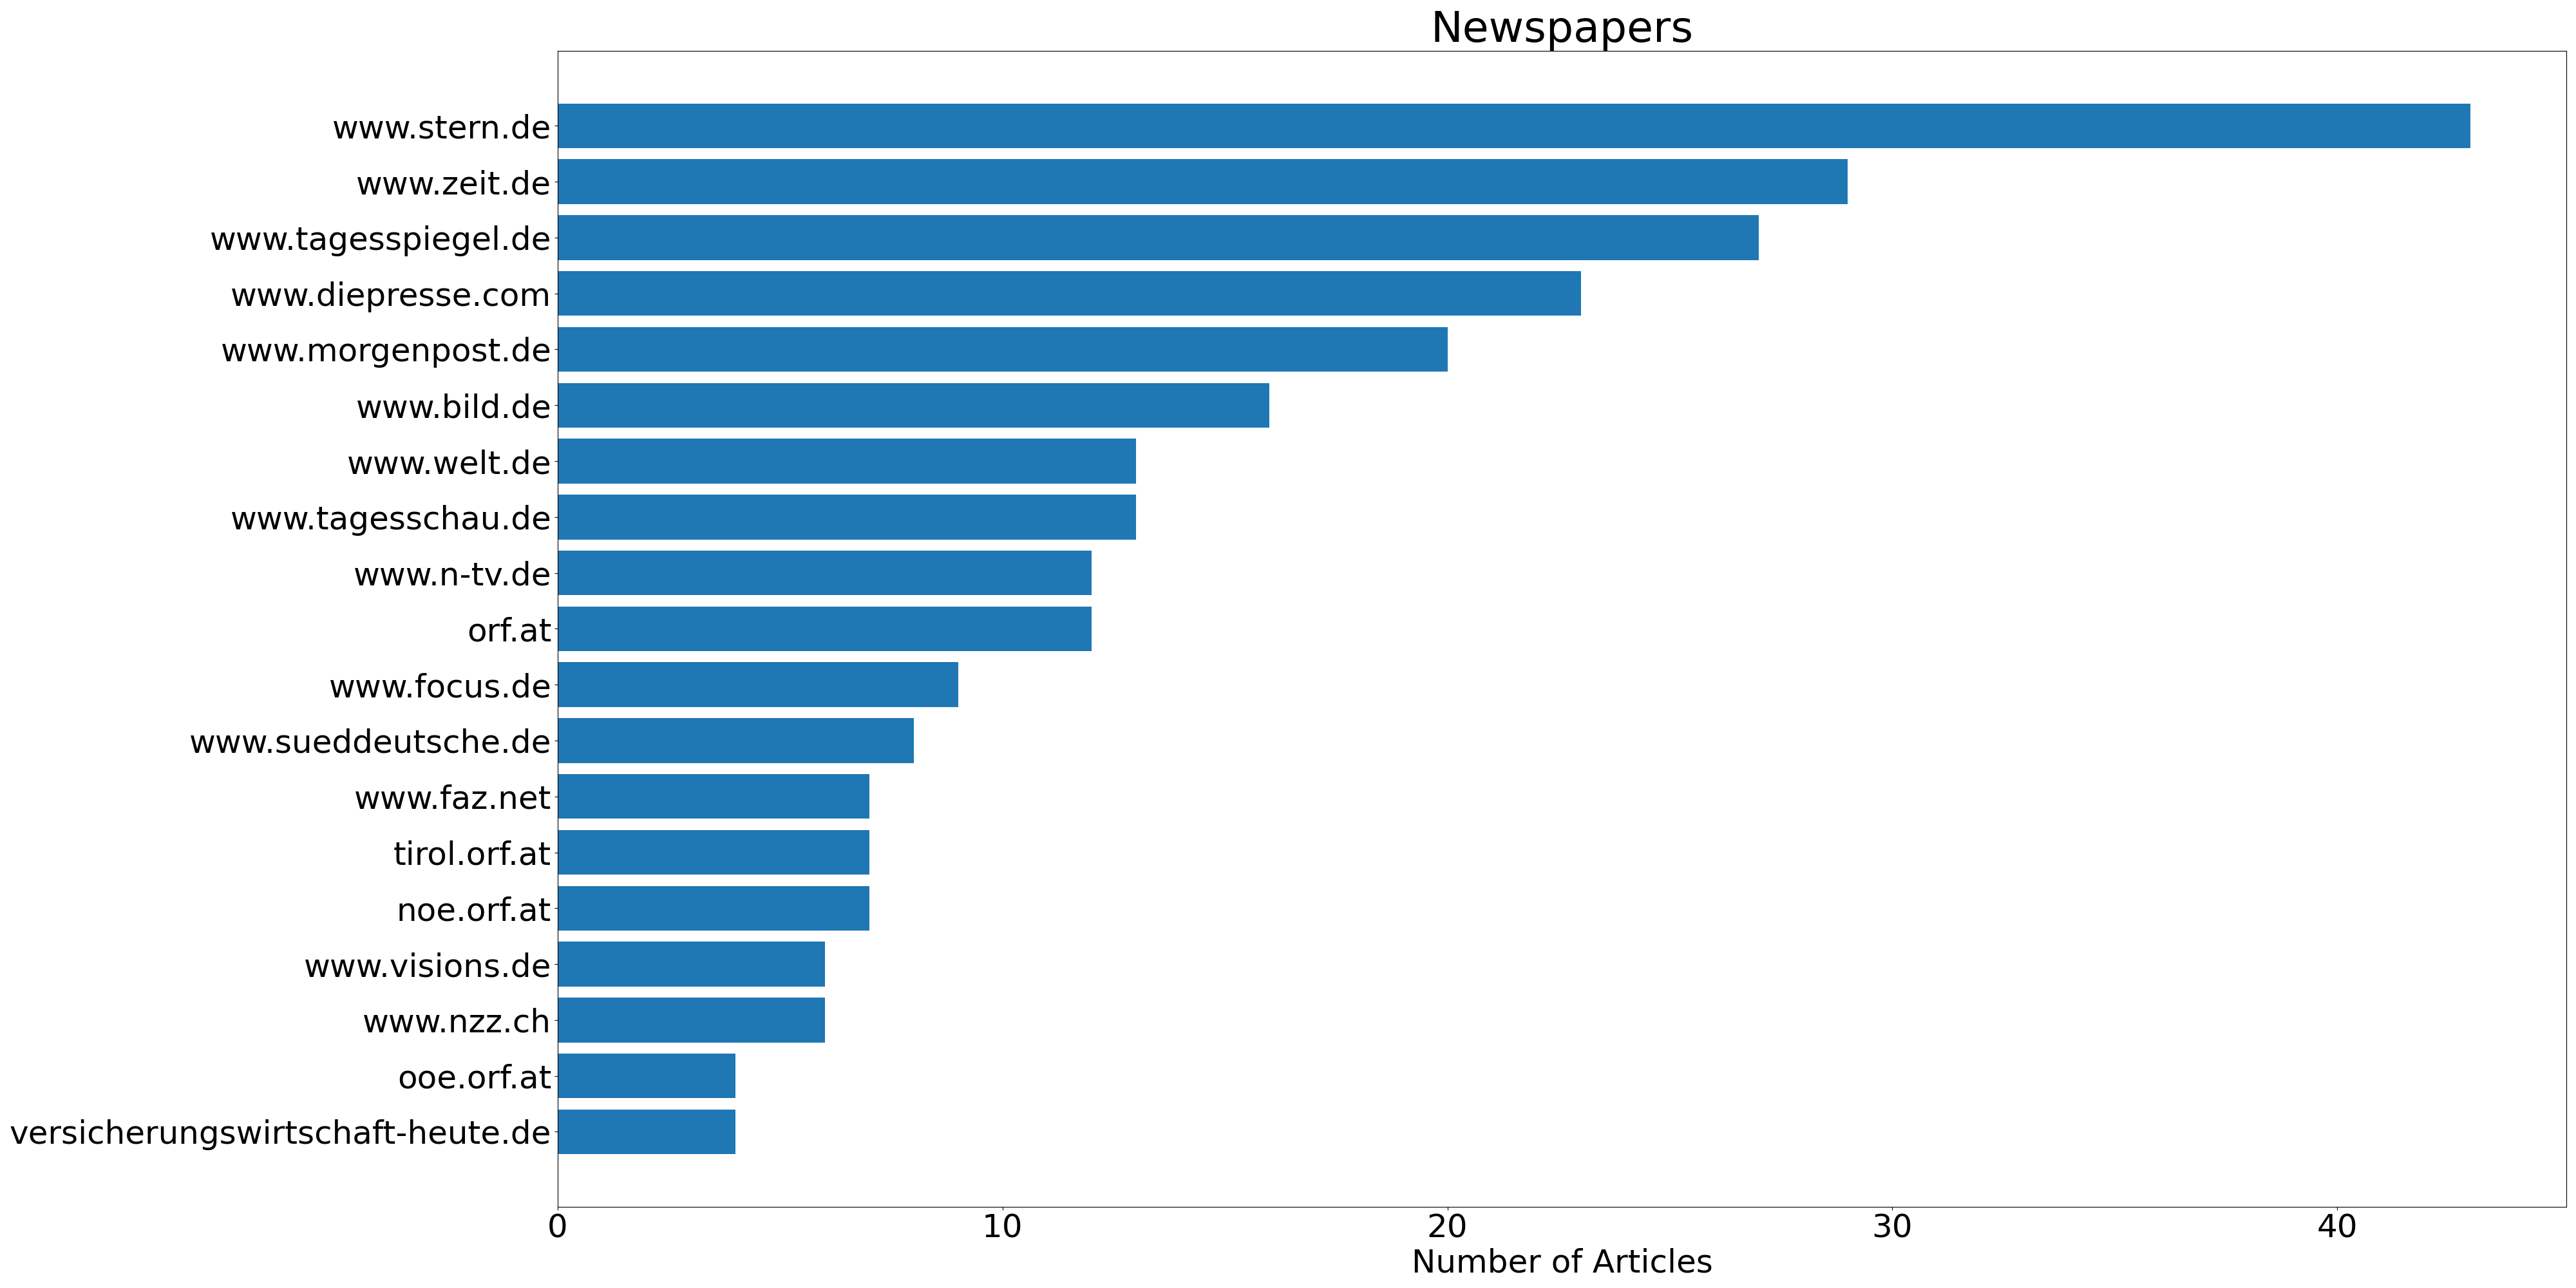 Newspapers
www.stern.de
www.zeit.de
www.tagesspiegel.de
www.diepresse.com
www.morgenpost.de
www.bild.de
www.welt.de
www.tagesschau.de
www.n-tv.de
orf.at
www.focus.de
www.sueddeutsche.de
www.faz.net
tirol.orf.at
noe.orf.at
www.visions.de
www.nzz.ch
ooe.orf.at
versicherungswirtschaft-heute.de
0 10 20 30 40
Number of Articles